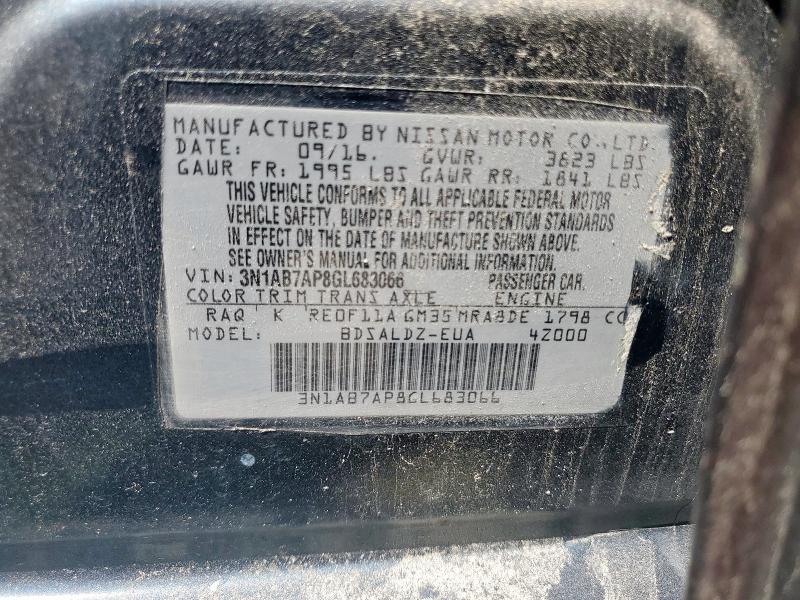 MANUFACTURED BY NISSAN MOTOR CO., LTD.
DATE: 09/16. GVWR: 3623 LBS
GAWR FR: 1995 LBS GAWR RR: 1841 LBS
THIS VEHICLE CONFORMS TO ALL APPLICABLE FEDERAL MOTOR
VEHICLE SAFETY, BUMPER AND THEFT PREVENTION STANDARDS
IN EFFECT ON THE DATE OF MANUFACTURE SHOWN ABOVE.
SEE OWNER'S MANUAL FOR ADDITIONAL INFORMATION.
VIN: 3N1AB7AP8GL683066 PASSENGER CAR.
COLOR TRIM TRANS AXLE ENGINE
RAQ K RE0F11A GM35 MRA8DE 1798 CC
MODEL: BDSALDZ-EUA 4Z000
3N1AB7AP8GL683066